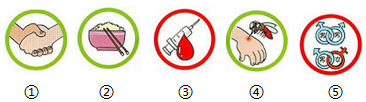 ① ② ③ ④ ⑤